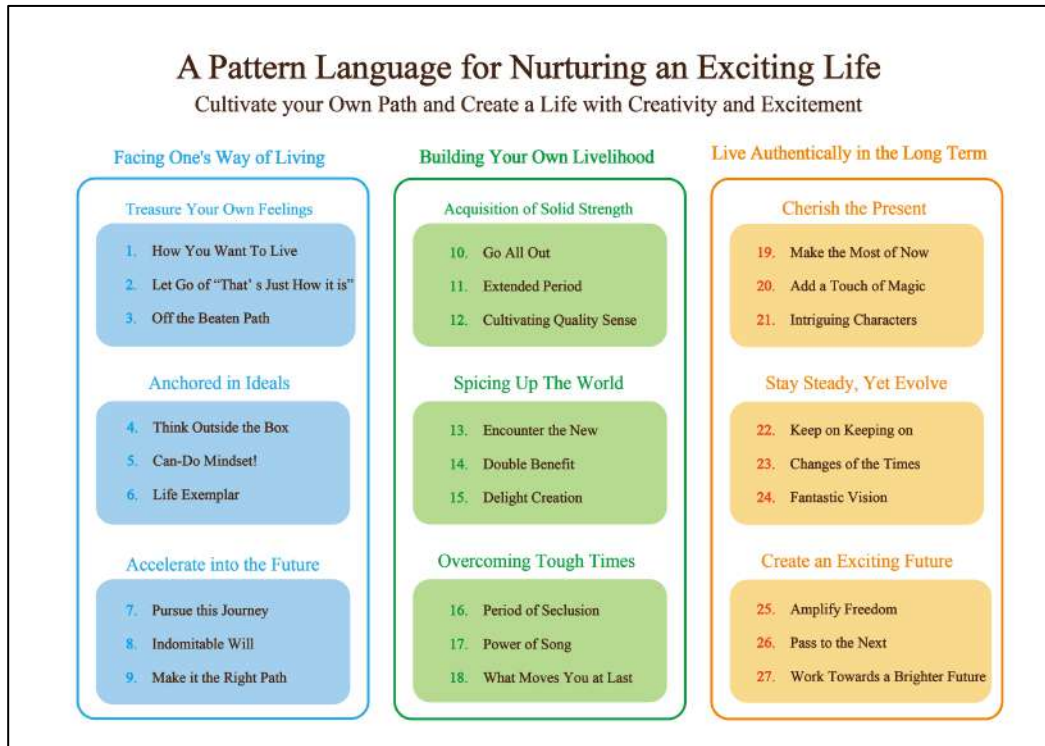 A Pattern Language for Nurturing an Exciting Life
Cultivate your Own Path and Create a Life with Creativity and Excitement
Facing One's Way of Living
Treasure Your Own Feelings
1. How You Want To Live
2. Let Go of “That’ s Just How it is”
3. Off the Beaten Path
Anchored in Ideals
4. Think Outside the Box
5. Can-Do Mindset!
6. Life Exemplar
Accelerate into the Future
7. Pursue this Journey
8. Indomitable Will
9. Make it the Right Path
Building Your Own Livelihood
Acquisition of Solid Strength
10. Go All Out
11. Extended Period
12. Cultivating Quality Sense
Spicing Up The World
13. Encounter the New
14. Double Benefit
15. Delight Creation
Overcoming Tough Times
16. Period of Seclusion
17. Power of Song
18. What Moves You at Last
Live Authentically in the Long Term
Cherish the Present
19. Make the Most of Now
20. Add a Touch of Magic
21. Intriguing Characters
Stay Steady, Yet Evolve
22. Keep on Keeping on
23. Changes of the Times
24. Fantastic Vision
Create an Exciting Future
25. Amplify Freedom
26. Pass to the Next
27. Work Towards a Brighter Future